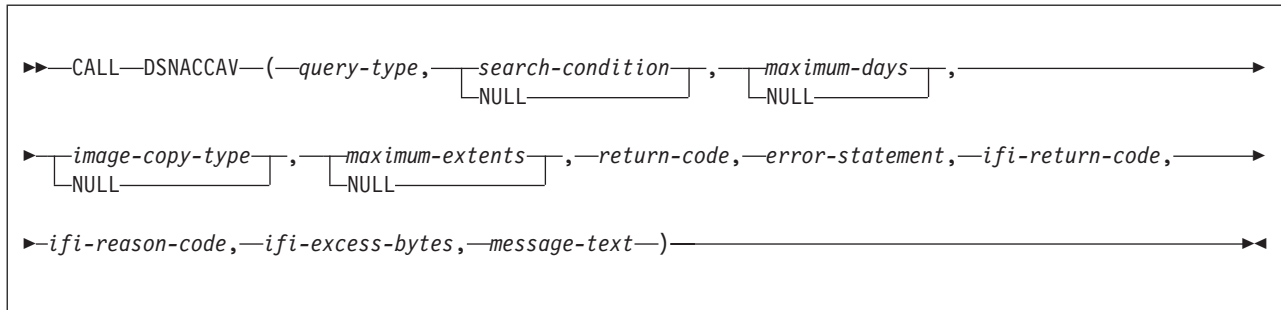 CALL DSNACCAV ( query-type, search-condition , maximum-days ,
NULL NULL
image-copy-type , maximum-extents , return-code, error-statement, ifi-return-code,
NULL NULL
ifi-reason-code, ifi-excess-bytes, message-text )